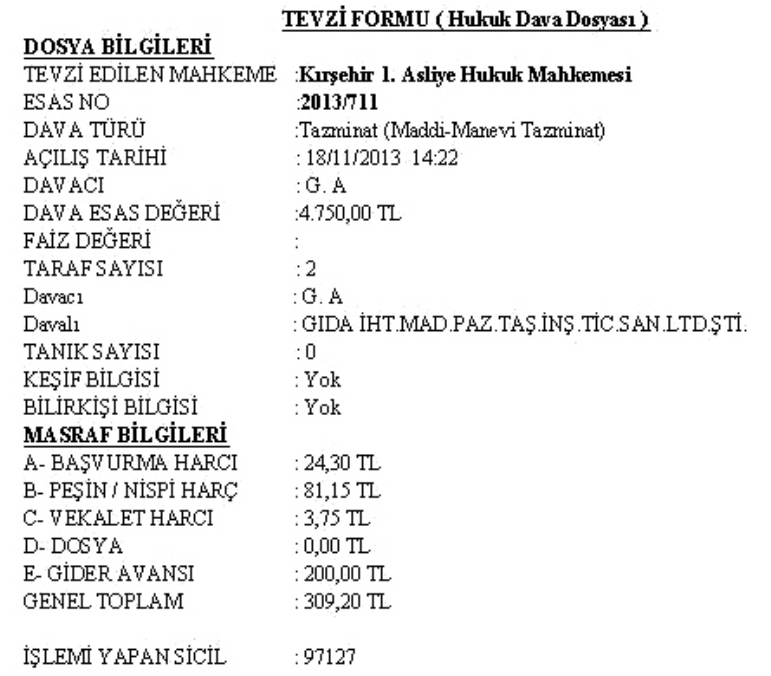 TEVZİ FORMU ( Hukuk Dava Dosyası )
DOSYA BİLGİLERİ
TEVZİ EDİLEN MAHKEME :Kırşehir 1. Asliye Hukuk Mahkemesi
ESAS NO :2013/711
DAVA TÜRÜ :Tazminat (Maddi-Manevi Tazminat)
AÇILIŞ TARİHİ : 18/11/2013 14:22
DAVACI : G. A
DAVA ESAS DEĞERİ :4.750,00 TL
FAİZ DEĞERİ :
TARAF SAYISI : 2
Davacı : G. A
Davalı : GIDA İHT.MAD.PAZ.TAŞ.İNŞ.TİC.SAN.LTD.ŞTİ.
TANIK SAYISI : 0
KEŞİF BİLGİSİ : Yok
BİLİRKİŞİ BİLGİSİ : Yok
MASRAF BİLGİLERİ
A- BAŞVURMA HARCI : 24,30 TL
B- PEŞİN / NİSPİ HARÇ : 81,15 TL
C- VEKALET HARCI : 3,75 TL
D- DOSYA : 0,00 TL
E- GİDER AVANSI : 200,00 TL
GENEL TOPLAM : 309,20 TL
İŞLEMİ YAPAN SİCİL : 97127